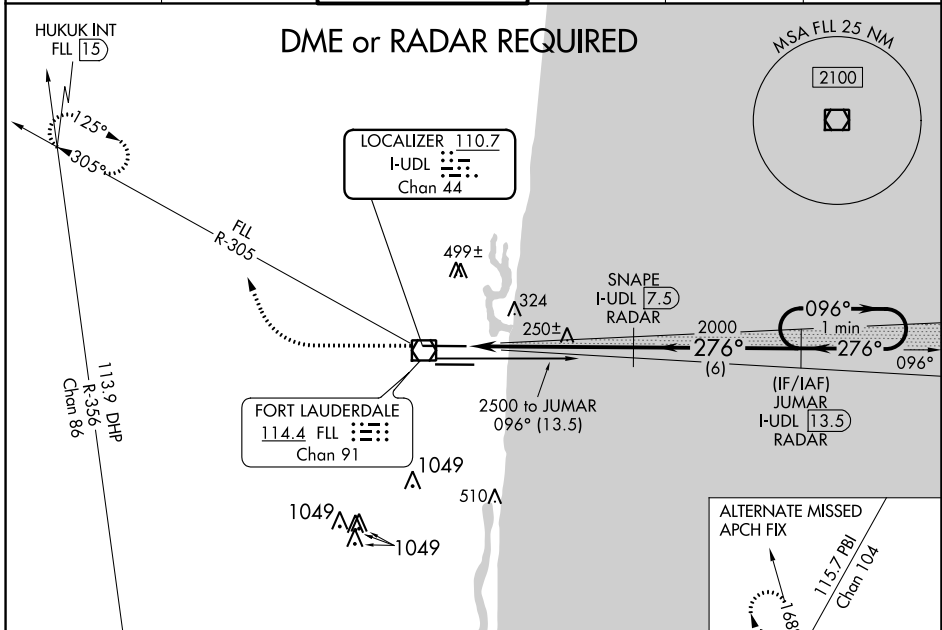 DME or RADAR REQUIRED
HUKUK INT
FLL 15
125°
305°
MSA FLL 25 NM
2100
LOCALIZER 110.7
I-UDL
Chan 44
FLL
R-305
499±
324
250±
SNAPE
I-UDL 7.5
RADAR
2000
276°
(6)
096°
1 min
276°
096°
(IF/IAF)
JUMAR
I-UDL 13.5
RADAR
2500 to JUMAR
096° (13.5)
113.9 DHP
R-356
Chan 86
FORT LAUDERDALE
114.4 FLL
Chan 91
1049
510
1049
1049
ALTERNATE MISSED
APCH FIX
115.7 PBI
Chan 104
168°